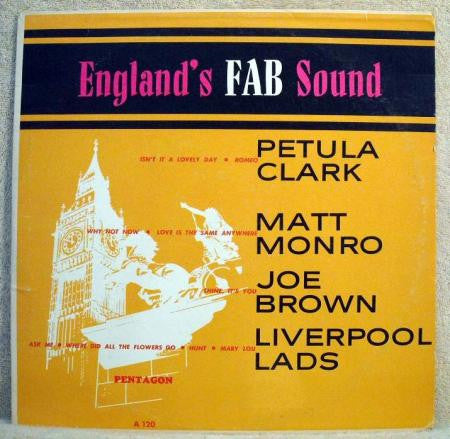 England's FAB Sound
ISN'T IT A LOVELY DAY • ROMEO
PETULA
CLARK
WHY NOT NOW • LOVE IS THE SAME ANYWHERE
MATT
MONRO
SHINE, IT'S YOU
JOE
BROWN
ASK ME • WHERE DID ALL THE FLOWERS GO • HUNT • MARY LOU
LIVERPOOL
LADS
PENTAGON
A 120